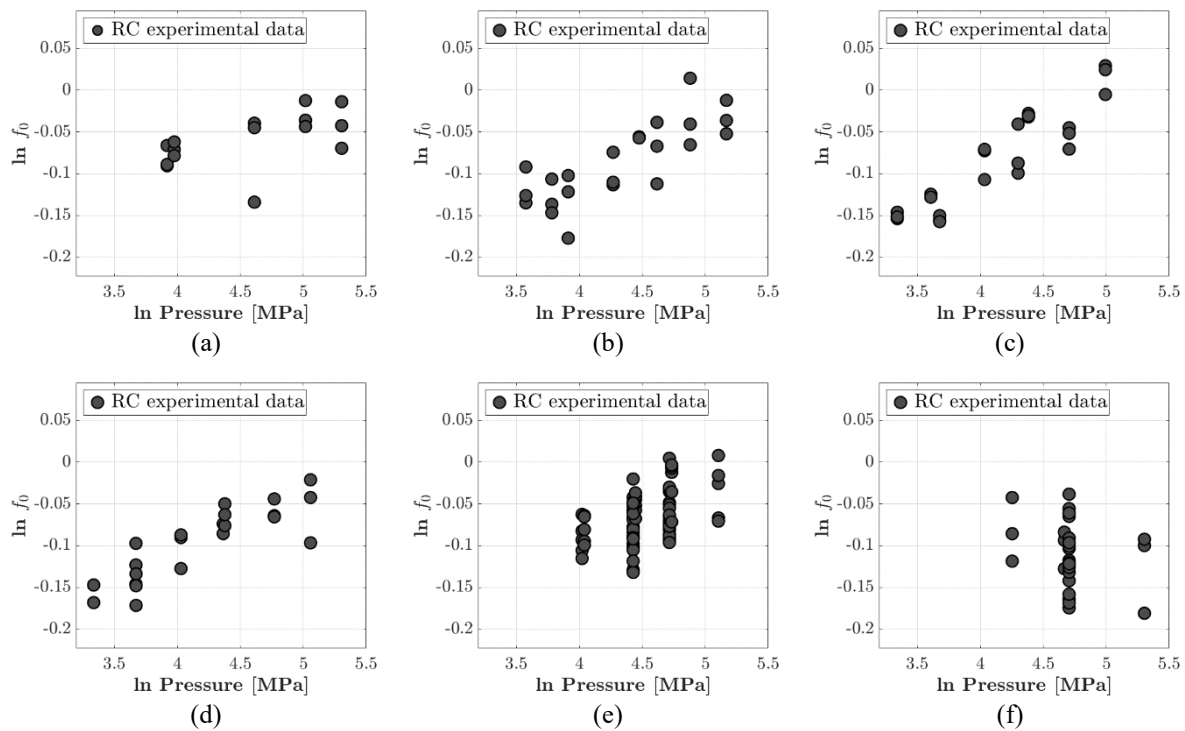 RC experimental data
0.05
0
-0.05
-0.1
-0.15
-0.2
ln f0
3.5 4 4.5 5 5.5
ln Pressure [MPa]
(a)
RC experimental data
0.05
0
-0.05
-0.1
-0.15
-0.2
ln f0
3.5 4 4.5 5 5.5
ln Pressure [MPa]
(b)
RC experimental data
0.05
0
-0.05
-0.1
-0.15
-0.2
ln f0
3.5 4 4.5 5 5.5
ln Pressure [MPa]
(c)
RC experimental data
0.05
0
-0.05
-0.1
-0.15
-0.2
ln f0
3.5 4 4.5 5 5.5
ln Pressure [MPa]
(d)
RC experimental data
0.05
0
-0.05
-0.1
-0.15
-0.2
ln f0
3.5 4 4.5 5 5.5
ln Pressure [MPa]
(e)
RC experimental data
0.05
0
-0.05
-0.1
-0.15
-0.2
ln f0
3.5 4 4.5 5 5.5
ln Pressure [MPa]
(f)